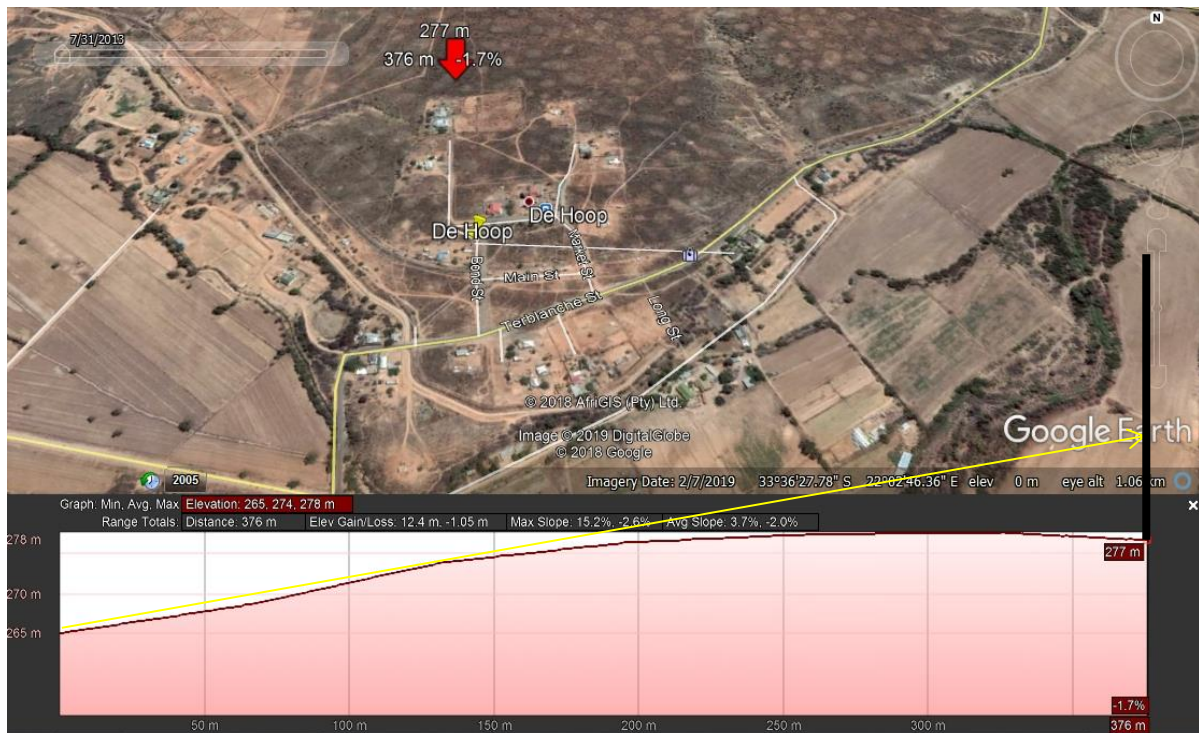 7/31/2013
N
277 m
376 m -1.7%
De Hoop
De Hoop
Bond St
Main St
Market St
Terblanche St
Long St
© 2018 AfriGIS (Pty) Ltd.
Image © 2019 DigitalGlobe
© 2018 Google
Google Earth
2005
Imagery Date: 2/7/2019 33°36'27.78" S 22°02'46.36" E elev 0 m eye alt 1.06 km
Graph: Min, Avg, Max Elevation: 265, 274, 278 m
Range Totals: Distance: 376 m Elev Gain/Loss: 12.4 m, -1.05 m Max Slope: 15.2%, -2.6% Avg Slope: 3.7%, -2.0%
278 m
277 m
270 m
265 m
-1.7%
50 m 100 m 150 m 200 m 250 m 300 m 376 m